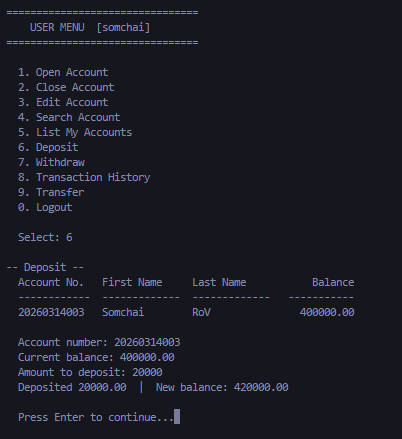 ================================
USER MENU [somchai]
================================
1. Open Account
2. Close Account
3. Edit Account
4. Search Account
5. List My Accounts
6. Deposit
7. Withdraw
8. Transaction History
9. Transfer
0. Logout
Select: 6
-- Deposit --
Account No. First Name Last Name Balance
------------ ------------- ------------- -----------
20260314003 Somchai RoV 400000.00
Account number: 20260314003
Current balance: 400000.00
Amount to deposit: 20000
Deposited 20000.00 | New balance: 420000.00
Press Enter to continue...